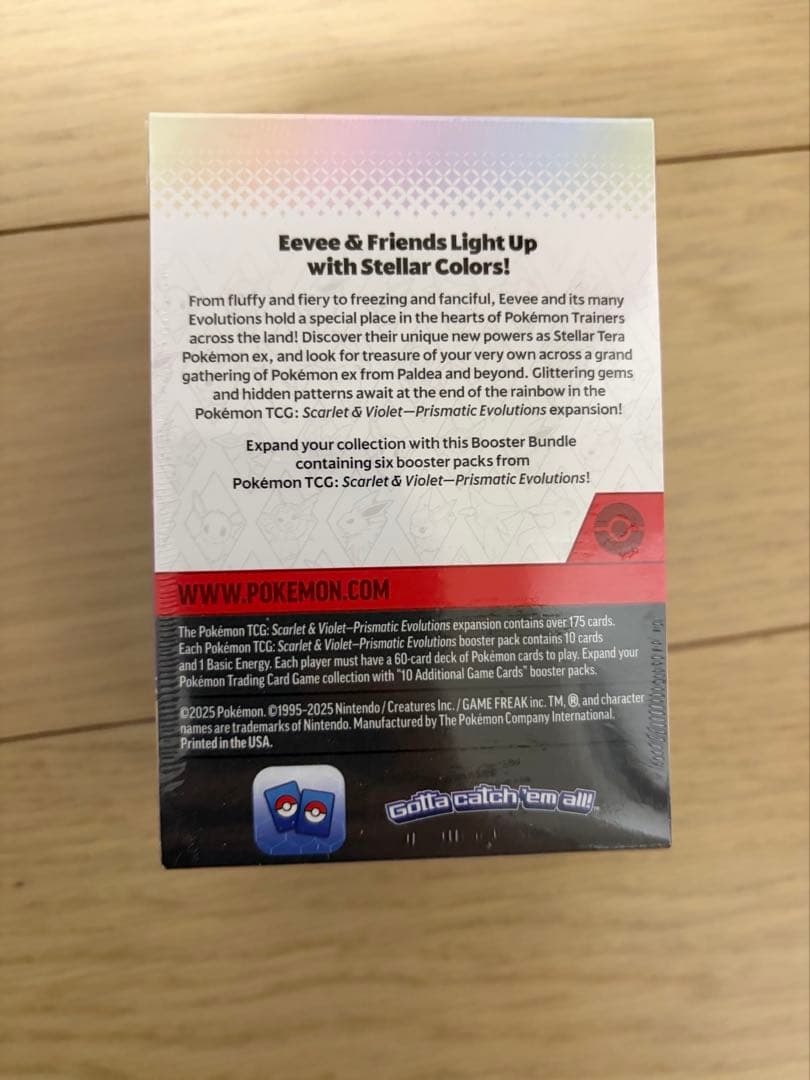 Eevee & Friends Light Up
with Stellar Colors!
From fluffy and fiery to freezing and fanciful, Eevee and its many
Evolutions hold a special place in the hearts of Pokémon Trainers
across the land! Discover their unique new powers as Stellar Tera
Pokémon ex, and look for treasure of your very own across a grand
gathering of Pokémon ex from Paldea and beyond. Glittering gems
and hidden patterns await at the end of the rainbow in the
Pokémon TCG: Scarlet & Violet—Prismatic Evolutions expansion!
Expand your collection with this Booster Bundle
containing six booster packs from
Pokémon TCG: Scarlet & Violet—Prismatic Evolutions!
WWW.POKEMON.COM
The Pokémon TCG: Scarlet & Violet—Prismatic Evolutions expansion contains over 175 cards.
Each Pokémon TCG: Scarlet & Violet—Prismatic Evolutions booster pack contains 10 cards
and 1 Basic Energy. Each player must have a 60-card deck of Pokémon cards to play. Expand your
Pokémon Trading Card Game collection with "10 Additional Game Cards" booster packs.
©2025 Pokémon. ©1995–2025 Nintendo / Creatures Inc. / GAME FREAK inc. TM, ®, and character
names are trademarks of Nintendo. Manufactured by The Pokémon Company International.
Printed in the USA.
Gotta catch 'em all!™